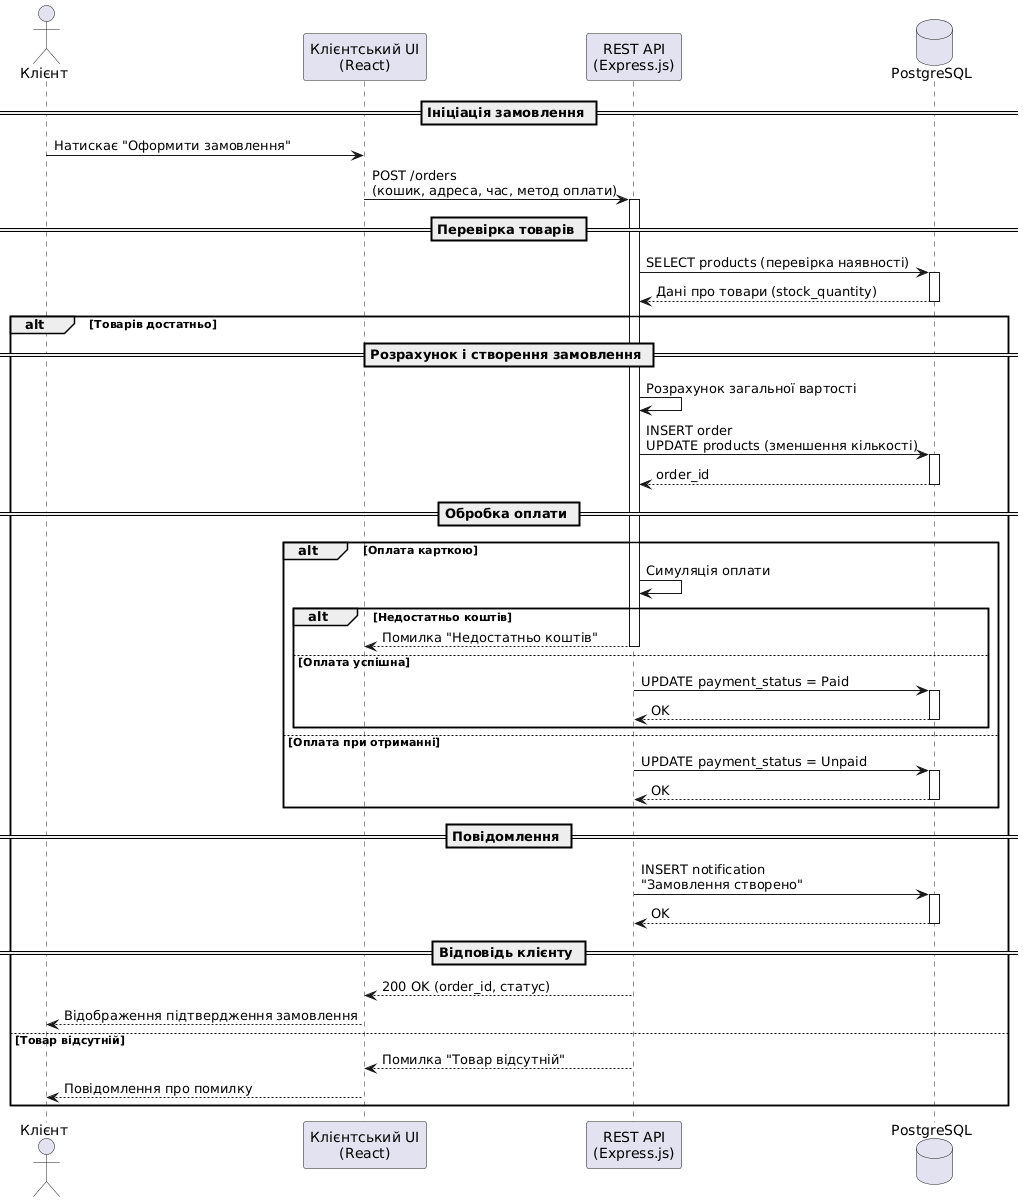 Клієнт
Клієнтський UI
(React)
REST API
(Express.js)
PostgreSQL
Ініціація замовлення
Натискає "Оформити замовлення"
POST /orders
(кошик, адреса, час, метод оплати)
Перевірка товарів
SELECT products (перевірка наявності)
Дані про товари (stock_quantity)
alt [Товарів достатньо]
Розрахунок і створення замовлення
Розрахунок загальної вартості
INSERT order
UPDATE products (зменшення кількості)
order_id
Обробка оплати
alt [Оплата карткою]
Симуляція оплати
alt [Недостатньо коштів]
Помилка "Недостатньо коштів"
[Оплата успішна]
UPDATE payment_status = Paid
OK
[Оплата при отриманні]
UPDATE payment_status = Unpaid
OK
Повідомлення
INSERT notification
"Замовлення створено"
OK
Відповідь клієнту
200 OK (order_id, статус)
Відображення підтвердження замовлення
[Товар відсутній]
Помилка "Товар відсутній"
Повідомлення про помилку
Клієнт
Клієнтський UI
(React)
REST API
(Express.js)
PostgreSQL